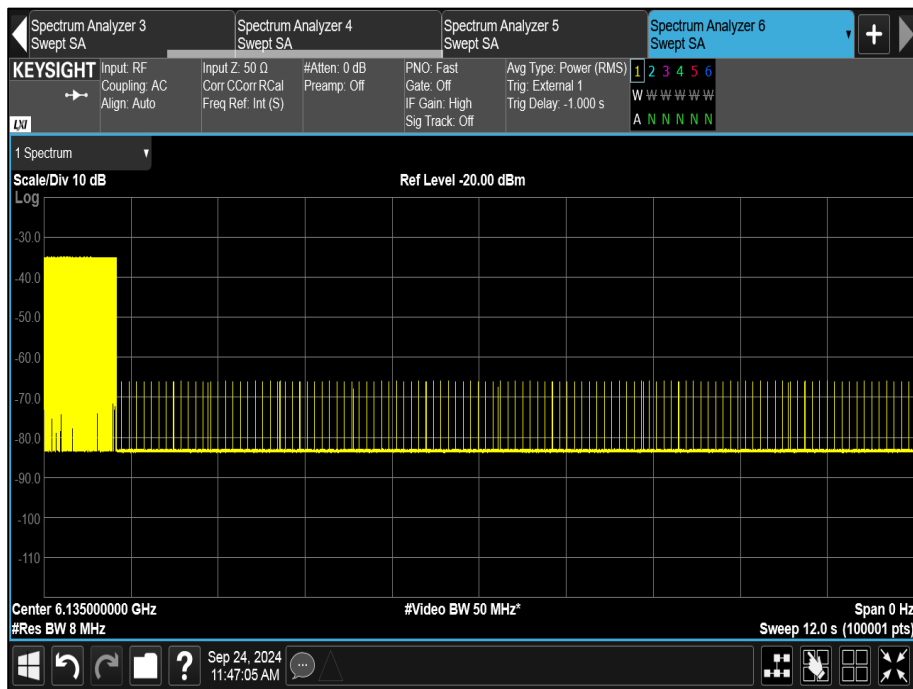 Spectrum Analyzer 3
Swept SA
Spectrum Analyzer 4
Swept SA
Spectrum Analyzer 5
Swept SA
Spectrum Analyzer 6
Swept SA
+
KEYSIGHT
LXI
Input: RF
Coupling: AC
Align: Auto
Input Z: 50 Ω
Corr CCorr RCal
Freq Ref: Int (S)
#Atten: 0 dB
Preamp: Off
PNO: Fast
Gate: Off
IF Gain: High
Sig Track: Off
Avg Type: Power (RMS)
Trig: External 1
Trig Delay: -1.000 s
1 2 3 4 5 6
W W W W W W
A N N N N N
1 Spectrum
Scale/Div 10 dB
Ref Level -20.00 dBm
Log
-30.0
-40.0
-50.0
-60.0
-70.0
-80.0
-90.0
-100
-110
Center 6.135000000 GHz
#Video BW 50 MHz*
Span 0 Hz
#Res BW 8 MHz
Sweep 12.0 s (100001 pts)
?
Sep 24, 2024
11:47:05 AM
...